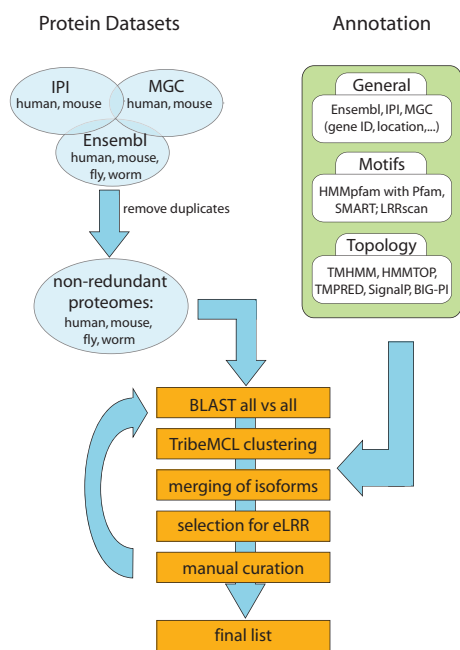 Protein Datasets
IPI
human, mouse
MGC
human, mouse
Ensembl
human, mouse,
fly, worm
remove duplicates
non-redundant
proteomes:
human, mouse,
fly, worm
Annotation
General
Ensembl, IPI, MGC
(gene ID, location,...)
Motifs
HMMpfam with Pfam,
SMART; LRRscan
Topology
TMHMM, HMMTOP,
TMPRED, SignalP, BIG-PI
BLAST all vs all
TribeMCL clustering
merging of isoforms
selection for eLRR
manual curation
final list